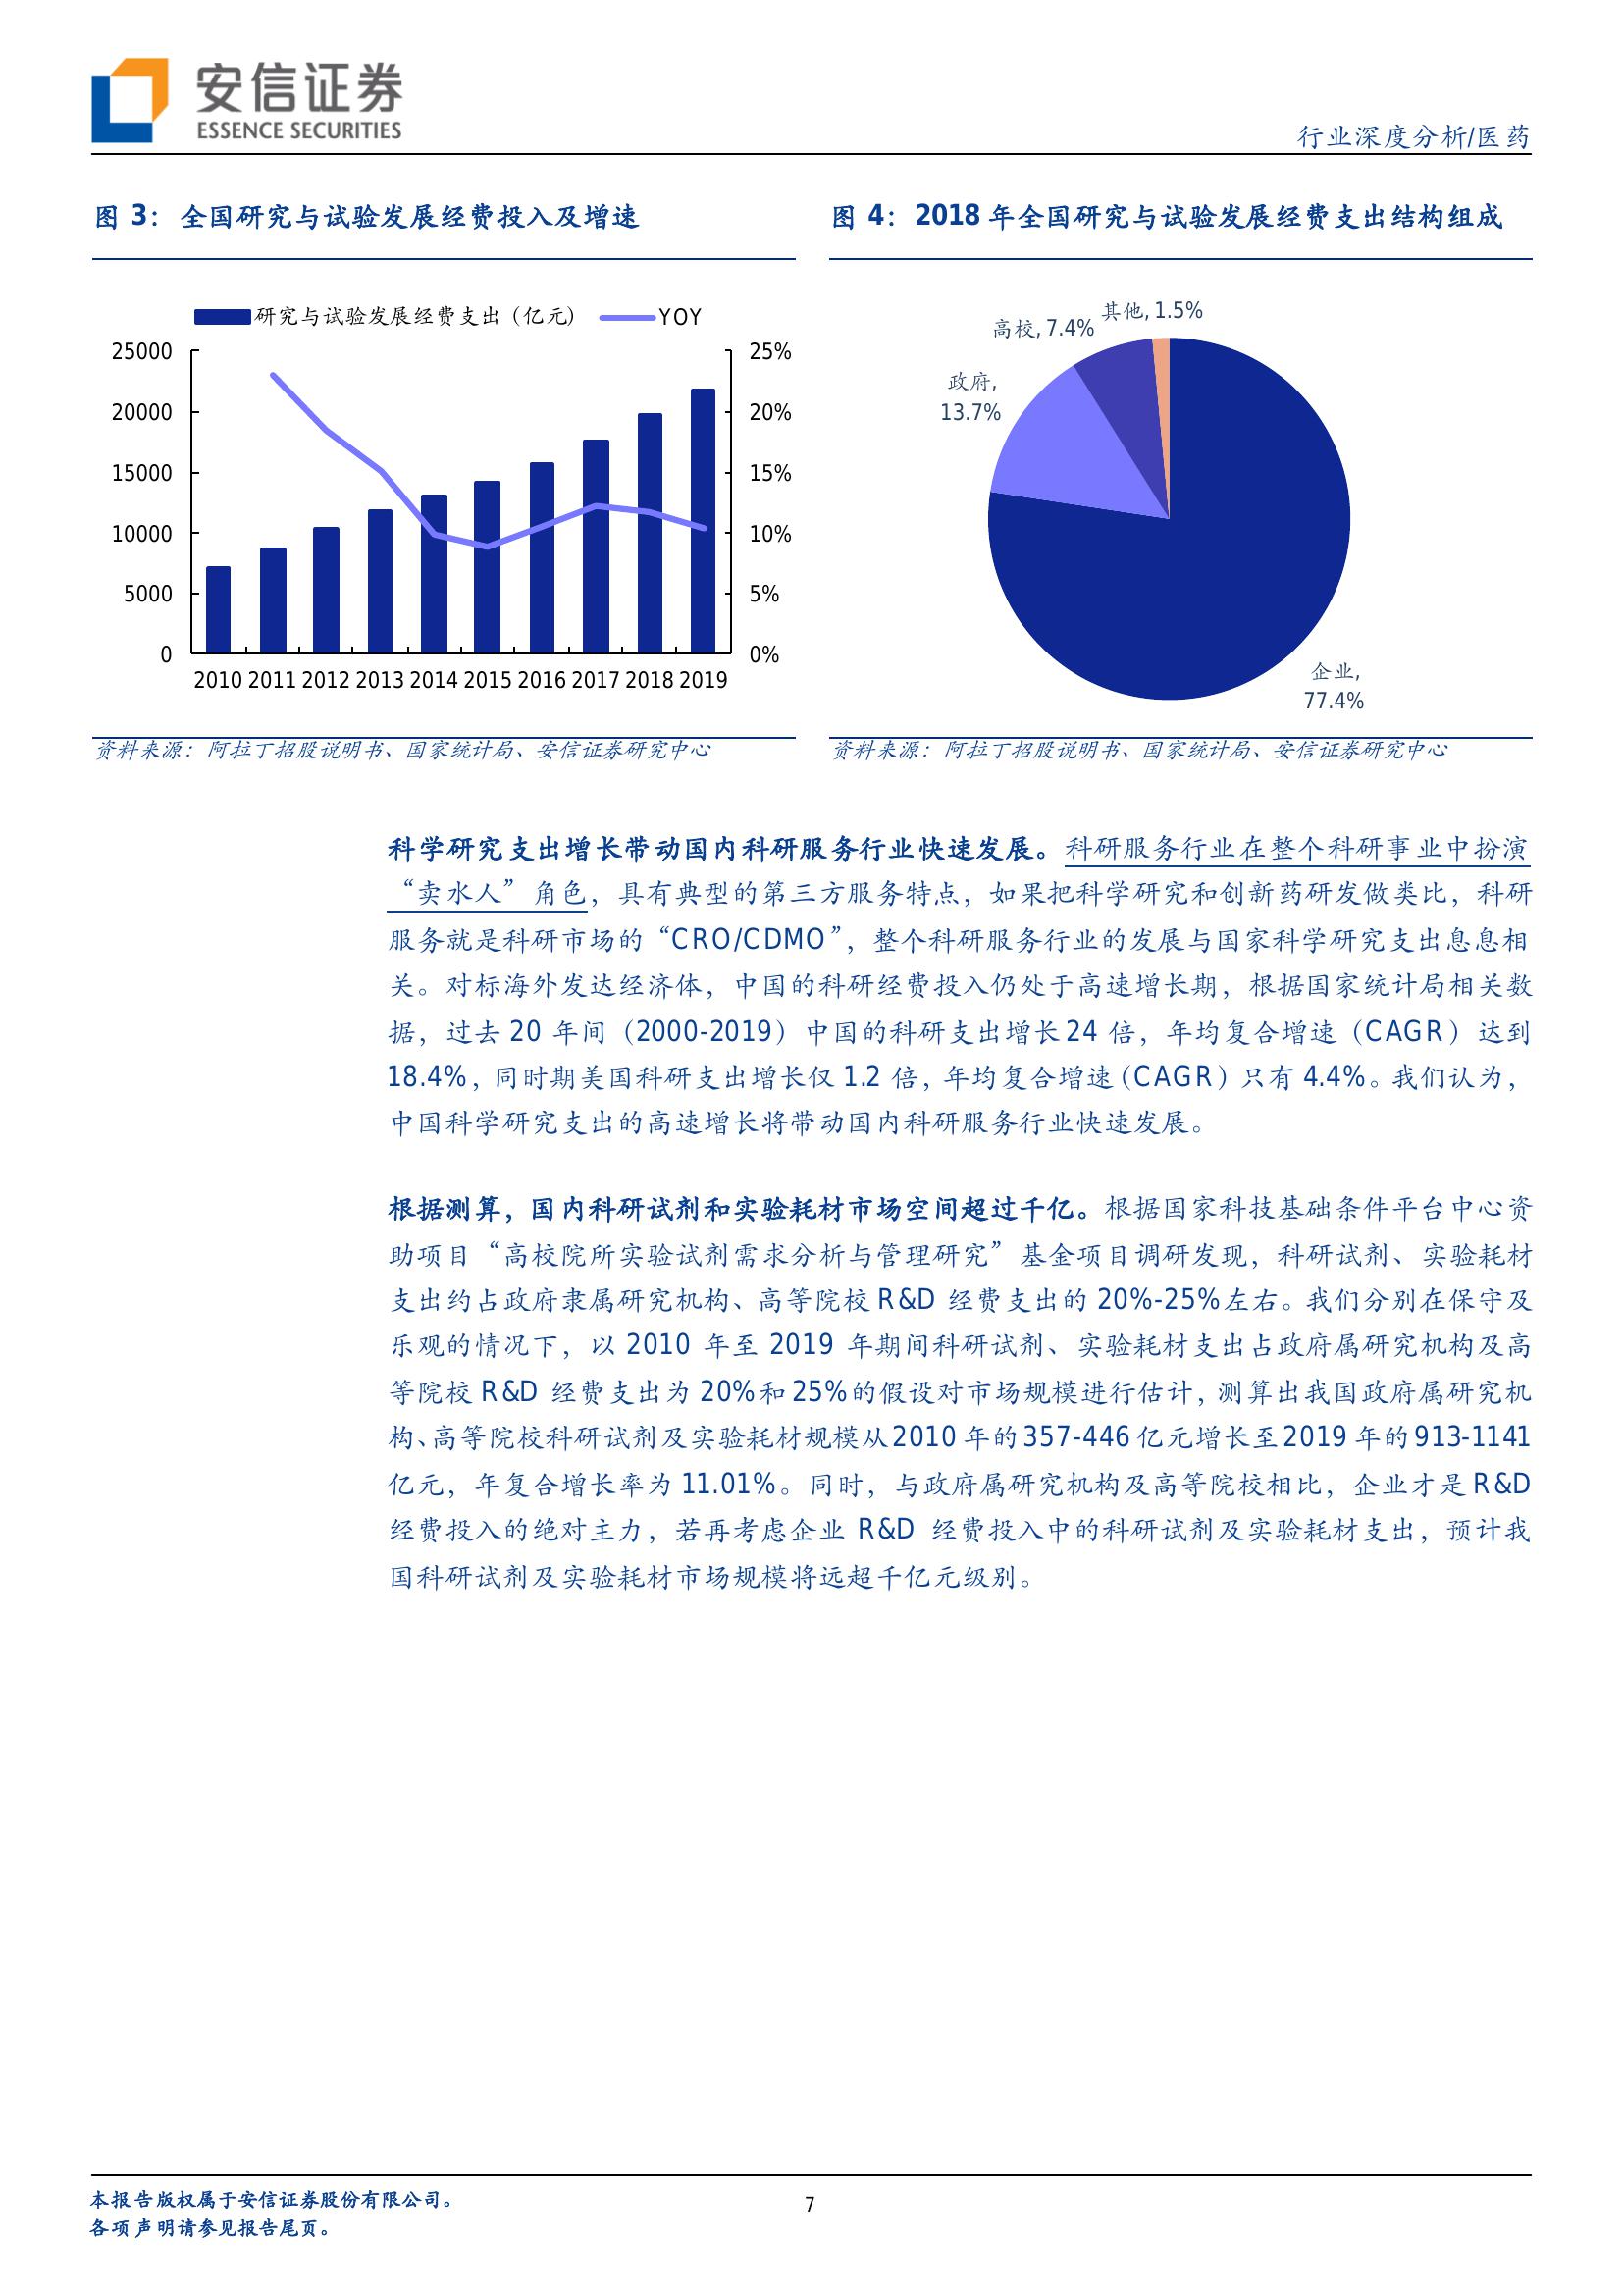 安信证券
ESSENCE SECURITIES
行业深度分析/医药
图 3：全国研究与试验发展经费投入及增速
研究与试验发展经费支出（亿元） YOY
25000
20000
15000
10000
5000
0
25%
20%
15%
10%
5%
0%
2010 2011 2012 2013 2014 2015 2016 2017 2018 2019
资料来源：阿拉丁招股说明书、国家统计局、安信证券研究中心
图 4：2018 年全国研究与试验发展经费支出结构组成
其他, 1.5%
高校, 7.4%
政府,
13.7%
企业,
77.4%
资料来源：阿拉丁招股说明书、国家统计局、安信证券研究中心
科学研究支出增长带动国内科研服务行业快速发展。科研服务行业在整个科研事业中扮演
“卖水人”角色，具有典型的第三方服务特点，如果把科学研究和创新药研发做类比，科研
服务就是科研市场的“CRO/CDMO”，整个科研服务行业的发展与国家科学研究支出息息相
关。对标海外发达经济体，中国的科研经费投入仍处于高速增长期，根据国家统计局相关数
据，过去 20 年间（2000-2019）中国的科研支出增长 24 倍，年均复合增速（CAGR）达到
18.4%，同时期美国科研支出增长仅 1.2 倍，年均复合增速（CAGR）只有 4.4%。我们认为，
中国科学研究支出的高速增长将带动国内科研服务行业快速发展。
根据测算，国内科研试剂和实验耗材市场空间超过千亿。根据国家科技基础条件平台中心资
助项目“高校院所实验试剂需求分析与管理研究”基金项目调研发现，科研试剂、实验耗材
支出约占政府隶属研究机构、高等院校 R&D 经费支出的 20%-25%左右。我们分别在保守及
乐观的情况下，以 2010 年至 2019 年期间科研试剂、实验耗材支出占政府属研究机构及高
等院校 R&D 经费支出为 20%和 25%的假设对市场规模进行估计，测算出我国政府属研究机
构、高等院校科研试剂及实验耗材规模从 2010 年的 357-446 亿元增长至 2019 年的 913-1141
亿元，年复合增长率为 11.01%。同时，与政府属研究机构及高等院校相比，企业才是 R&D
经费投入的绝对主力，若再考虑企业 R&D 经费投入中的科研试剂及实验耗材支出，预计我
国科研试剂及实验耗材市场规模将远超千亿元级别。
本报告版权属于安信证券股份有限公司。
各项声明请参见报告尾页。
7